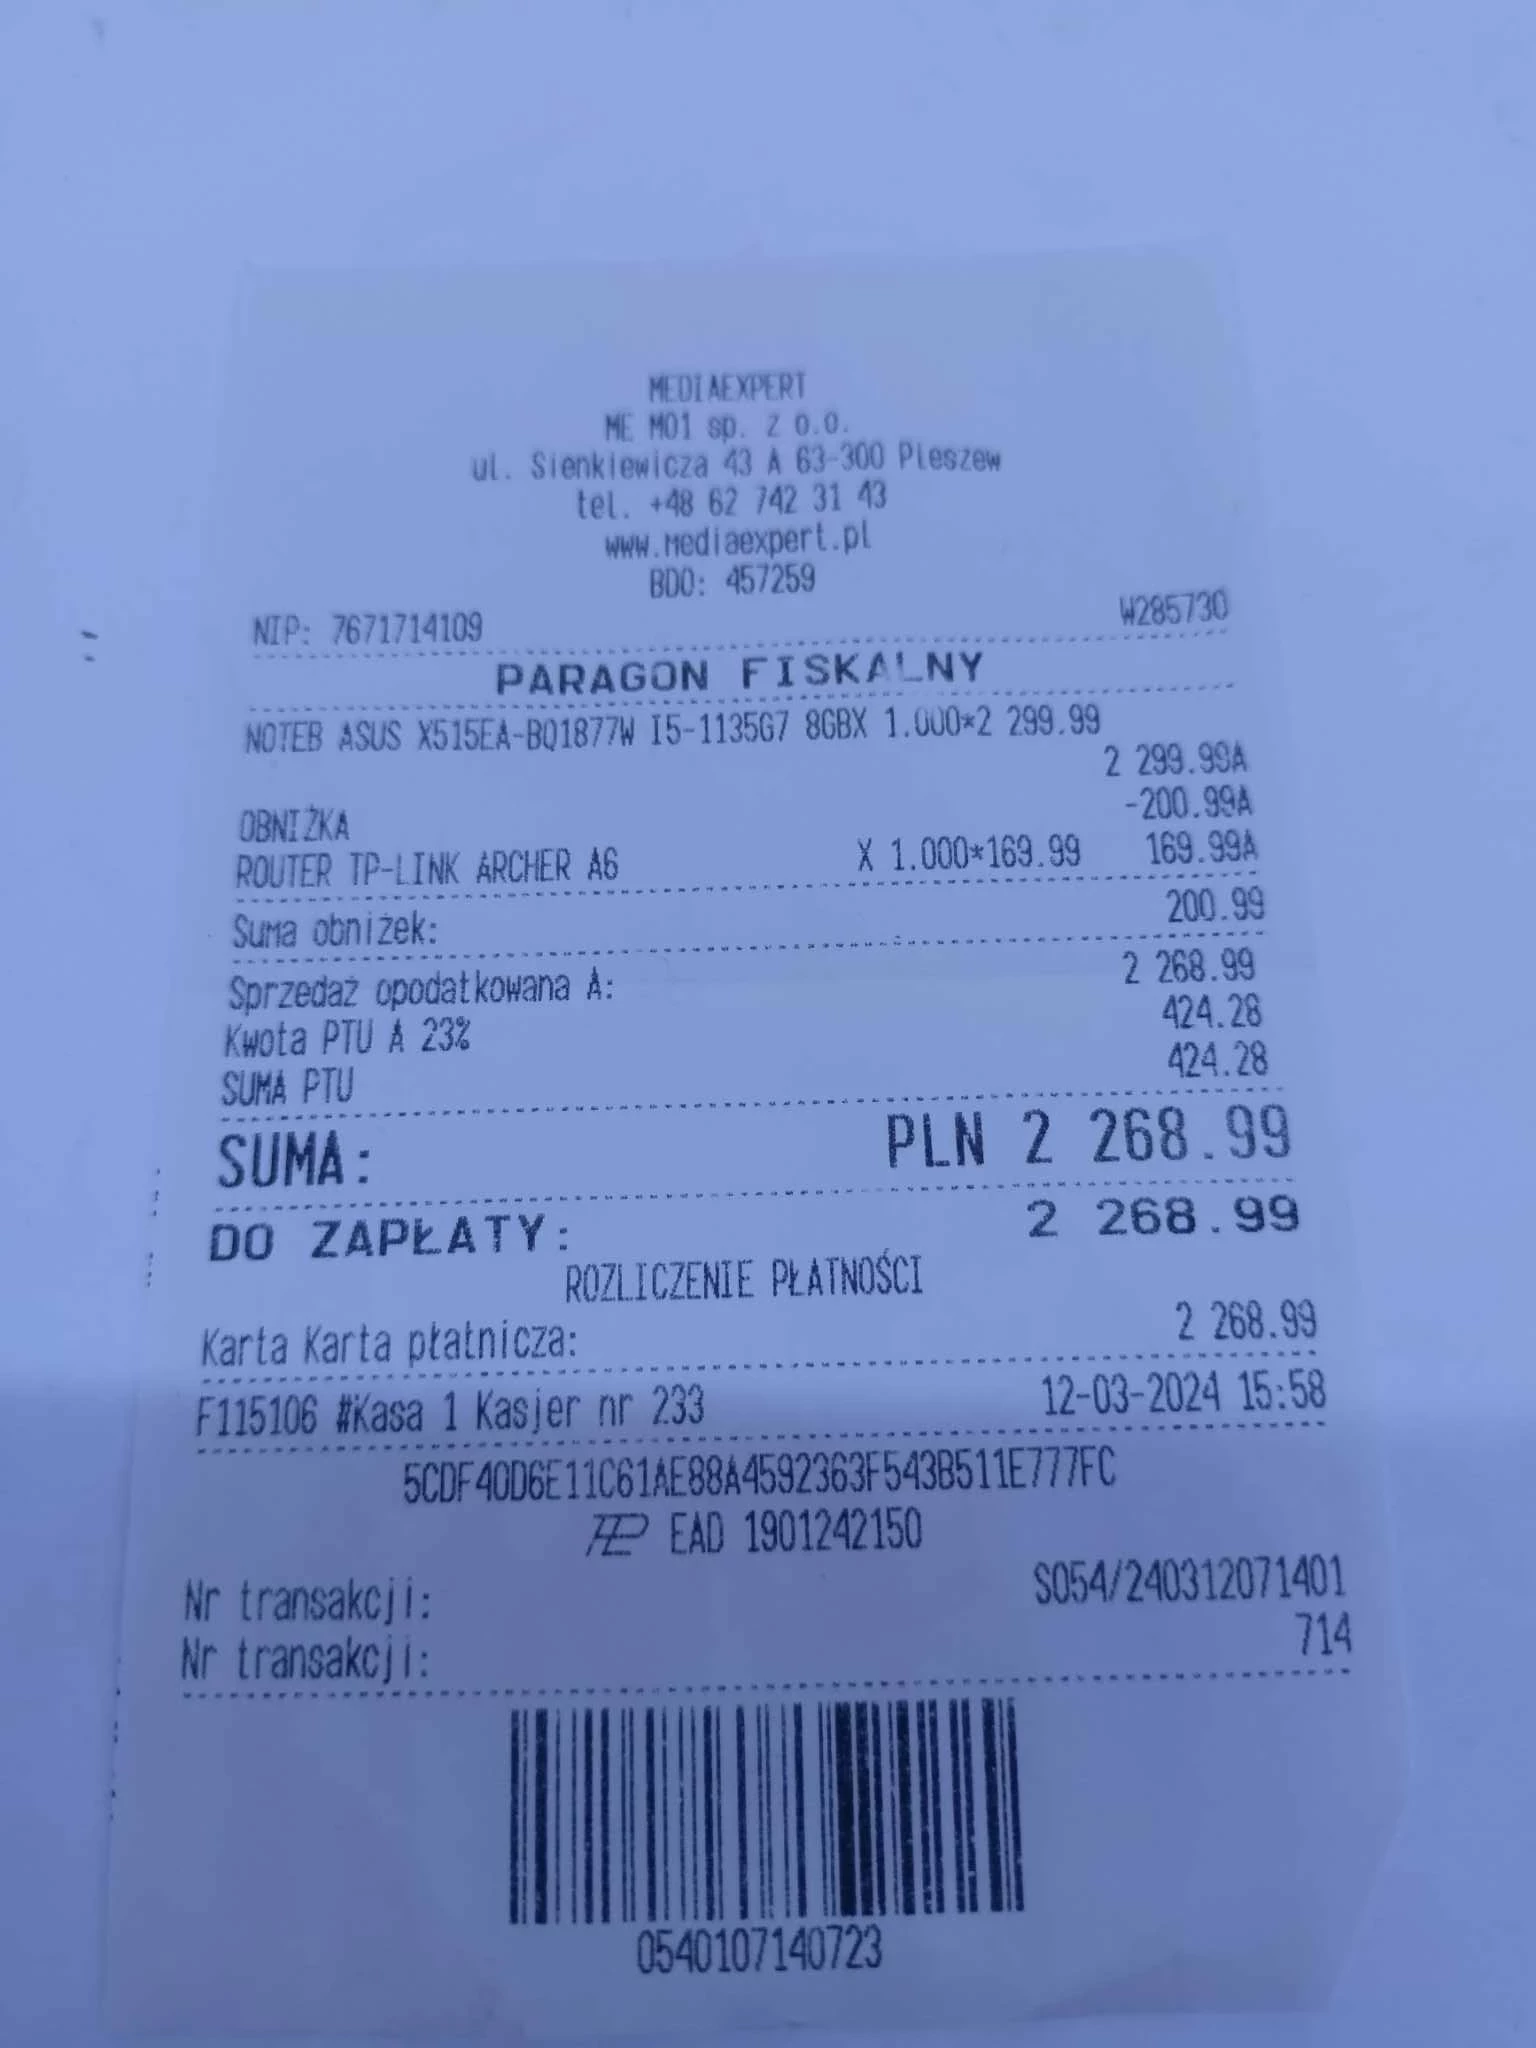 MEDIAEXPERT
ME M01 sp. z o.o.
ul. Sienkiewicza 43 A 63-300 Pleszew
tel. +48 62 742 31 43
www.mediaexpert.pl
BDO: 457259
NIP: 7671714109 W285730
PARAGON FISKALNY
NOTEB ASUS X515EA-BQ1877W I5-1135G7 8GBX 1.000*2 299.99
2 299.99A
OBNIŻKA -200.99A
ROUTER TP-LINK ARCHER A6 X 1.000*169.99 169.99A
Suma obniżek: 200.99
Sprzedaż opodatkowana A: 2 268.99
Kwota PTU A 23% 424.28
SUMA PTU 424.28
SUMA: PLN 2 268.99
DO ZAPŁATY: 2 268.99
ROZLICZENIE PŁATNOŚCI
Karta Karta płatnicza: 2 268.99
F115106 #Kasa 1 Kasjer nr 233 12-03-2024 15:58
5CDF40D6E11C61AE88A4592363F543B511E777FC
EAD 1901242150
Nr transakcji: S054/240312071401
Nr transakcji: 714
0540107140723